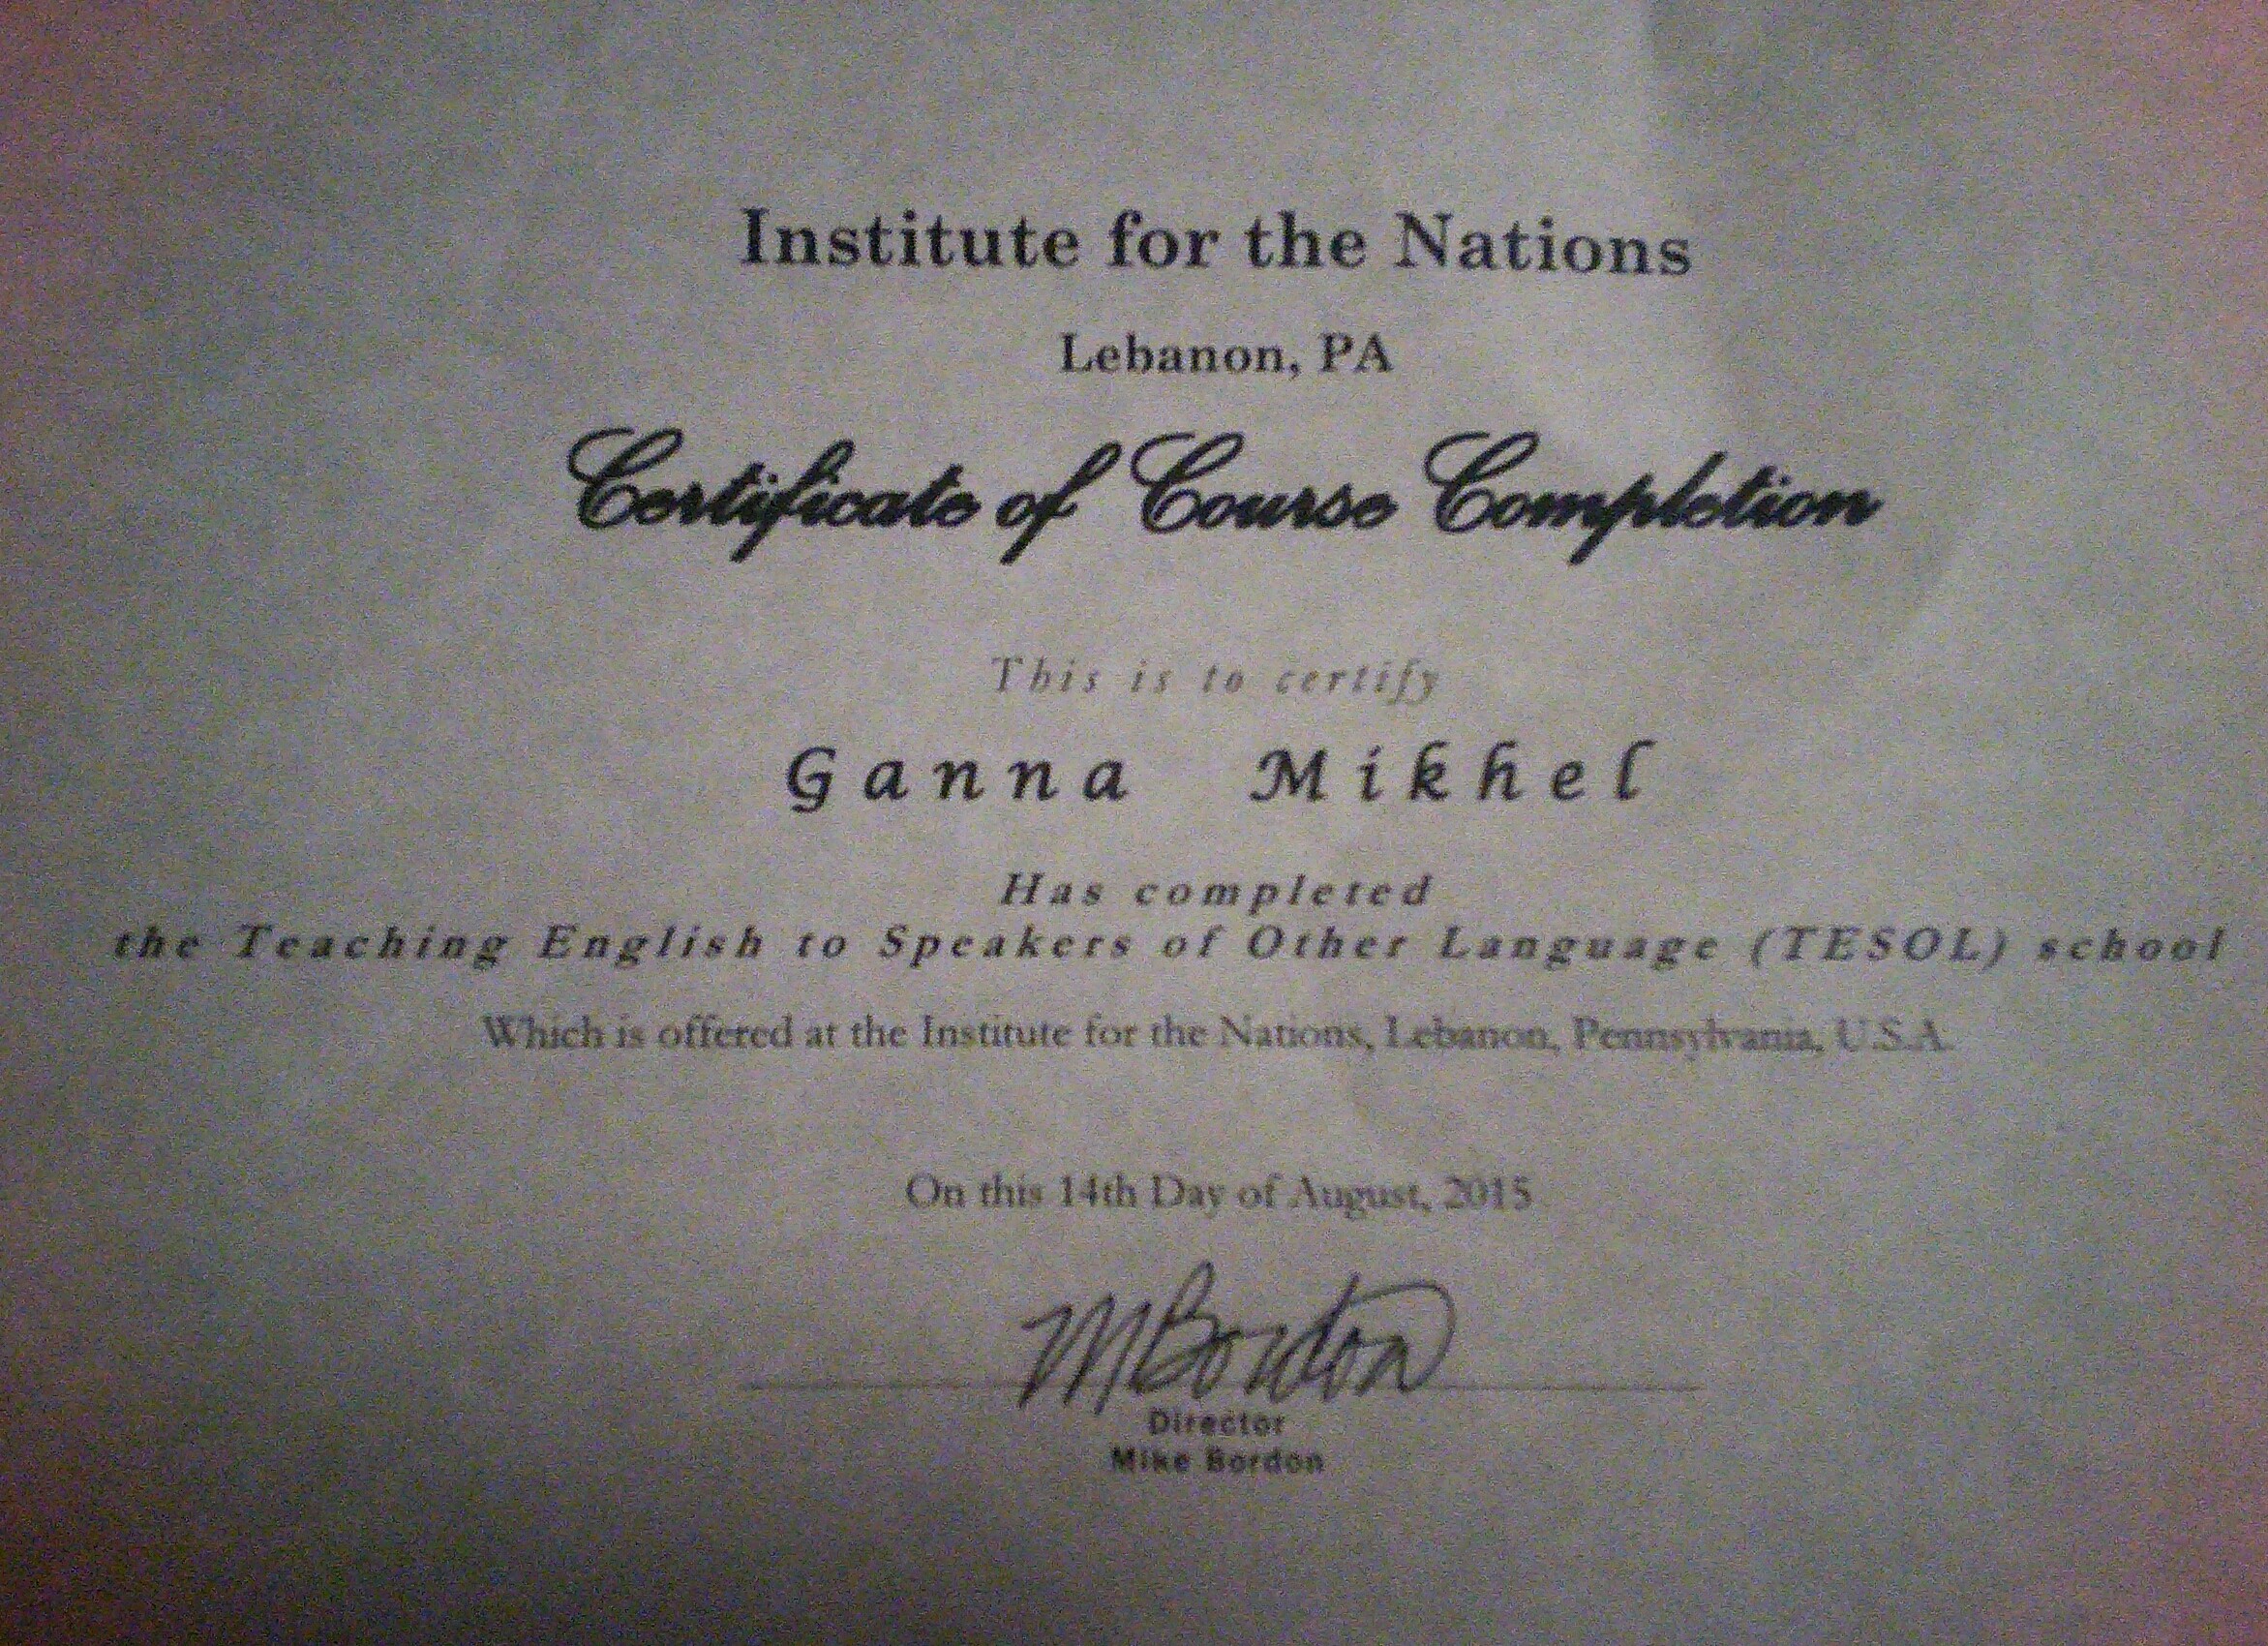 Institute for the Nations
Lebanon, PA
Certificate of Course Completion
This is to certify
Ganna Mikhel
Has completed
the Teaching English to Speakers of Other Language (TESOL) school
Which is offered at the Institute for the Nations, Lebanon, Pennsylvania, U.S.A.
On this 14th Day of August, 2015
MBordon
Director
Mike Bordon